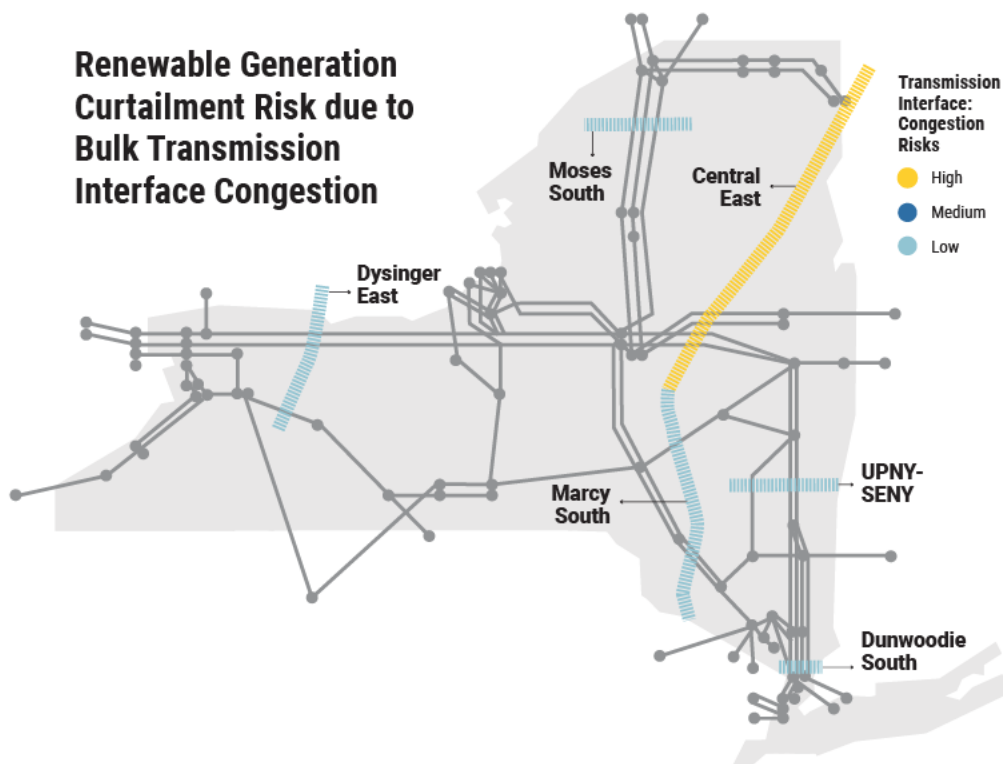 Renewable Generation
Curtailment Risk due to
Bulk Transmission
Interface Congestion
Transmission
Interface:
Congestion
Risks
High
Medium
Low
Moses
South
Central
East
Dysinger
East
Marcy
South
UPNY-
SENY
Dunwoodie
South